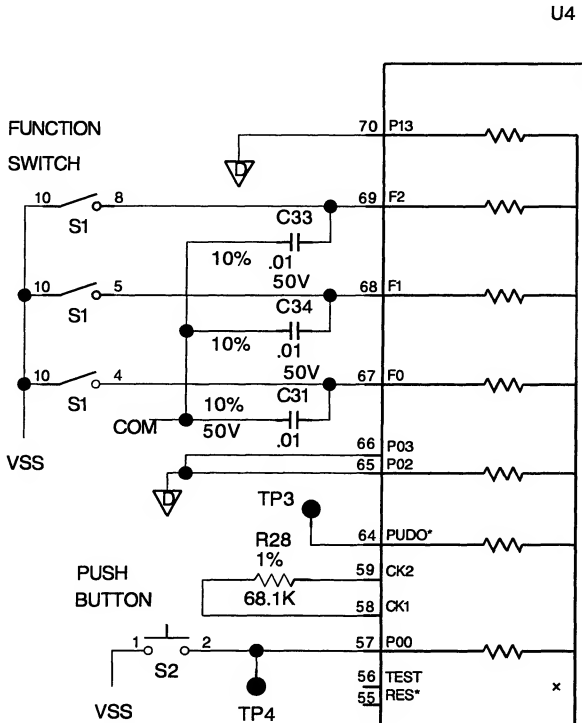 U4
FUNCTION
SWITCH
70 P13
D
10 8 69 F2
S1
C33
10% .01
50V
10 5 68 F1
S1
C34
10% .01
50V
10 4 67 F0
S1
C31
10%
COM 50V .01
VSS
66 P03
65 P02
D
TP3
64 PUDO*
R28
1%
59 CK2
68.1K
58 CK1
PUSH
BUTTON
1 2 57 P00
S2
56 TEST
55 RES*
x
VSS
TP4